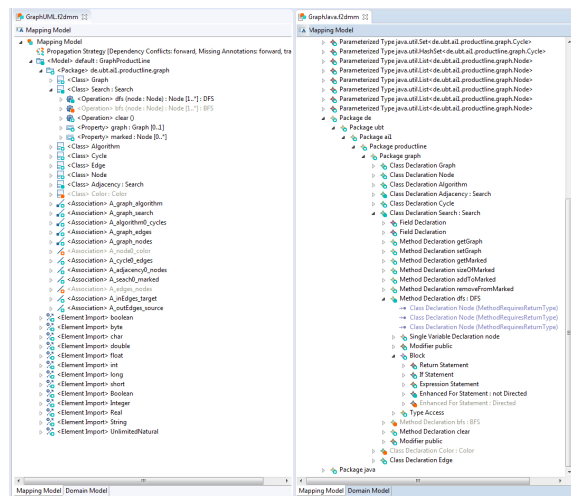 GraphUML.f2dmm
Mapping Model
Mapping Model
Propagation Strategy [Dependency Conflicts: forward, Missing Annotations: forward, tra
<Model> default : GraphProductLine
<Package> de.ubt.ai1.productline.graph
<Class> Graph
<Class> Search : Search
<Operation> dfs (node : Node) : Node [1..*] : DFS
<Operation> bfs (node : Node) : Node [1..*] : BFS
<Operation> clear ()
<Property> graph : Graph [0..1]
<Property> marked : Node [0..*]
<Class> Algorithm
<Class> Cycle
<Class> Edge
<Class> Node
<Class> Adjacency : Search
<Class> Color : Color
<Association> A_graph_algorithm
<Association> A_graph_search
<Association> A_algorithm0_cycles
<Association> A_graph_edges
<Association> A_graph_nodes
<Association> A_node0_color
<Association> A_cycle0_edges
<Association> A_adjacency0_nodes
<Association> A_seach0_marked
<Association> A_edges_nodes
<Association> A_inEdges_target
<Association> A_outEdges_source
<Element Import> boolean
<Element Import> byte
<Element Import> char
<Element Import> double
<Element Import> float
<Element Import> int
<Element Import> long
<Element Import> short
<Element Import> Boolean
<Element Import> Integer
<Element Import> Real
<Element Import> String
<Element Import> UnlimitedNatural
Mapping Model Domain Model
GraphJava.f2dmm
Mapping Model
Parameterized Type java.util.Set<de.ubt.ai1.productline.graph.Cycle>
Parameterized Type java.util.HashSet<de.ubt.ai1.productline.graph.Cycle>
Parameterized Type java.util.List<de.ubt.ai1.productline.graph.Node>
Parameterized Type java.util.List<de.ubt.ai1.productline.graph.Node>
Parameterized Type java.util.List<de.ubt.ai1.productline.graph.Node>
Parameterized Type java.util.List<de.ubt.ai1.productline.graph.Node>
Parameterized Type java.util.List<de.ubt.ai1.productline.graph.Node>
Package de
Package ubt
Package ai1
Package productline
Package graph
Class Declaration Graph
Class Declaration Node
Class Declaration Algorithm
Class Declaration Adjacency : Search
Class Declaration Cycle
Class Declaration Search : Search
Field Declaration
Field Declaration
Method Declaration getGraph
Method Declaration setGraph
Method Declaration getMarked
Method Declaration sizeOfMarked
Method Declaration addToMarked
Method Declaration removeFromMarked
Method Declaration dfs : DFS
Class Declaration Node (MethodRequiresReturnType)
Class Declaration Node (MethodRequiresReturnType)
Class Declaration Node (MethodRequiresReturnType)
Single Variable Declaration node
Modifier public
Block
Return Statement
If Statement
Expression Statement
Enhanced For Statement : not Directed
Enhanced For Statement : Directed
Type Access
Method Declaration bfs : BFS
Method Declaration clear
Modifier public
Class Declaration Color : Color
Class Declaration Edge
Package java
Mapping Model Domain Model